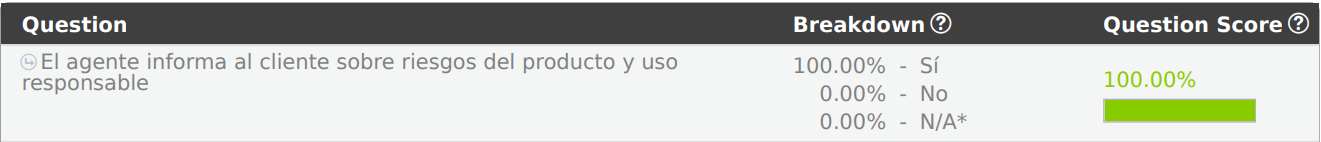 Question Breakdown Question Score
El agente informa al cliente sobre riesgos del producto y uso
responsable
100.00% - Sí
0.00% - No
0.00% - N/A*
100.00%